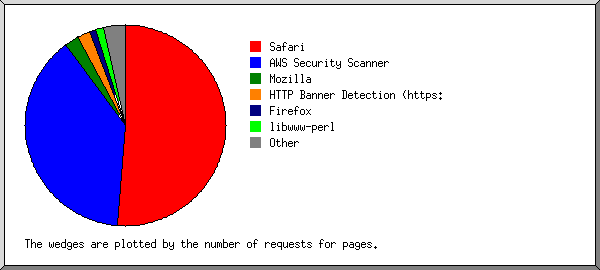 Safari
AWS Security Scanner
Mozilla
HTTP Banner Detection (https:
Firefox
libwww-perl
Other
The wedges are plotted by the number of requests for pages.